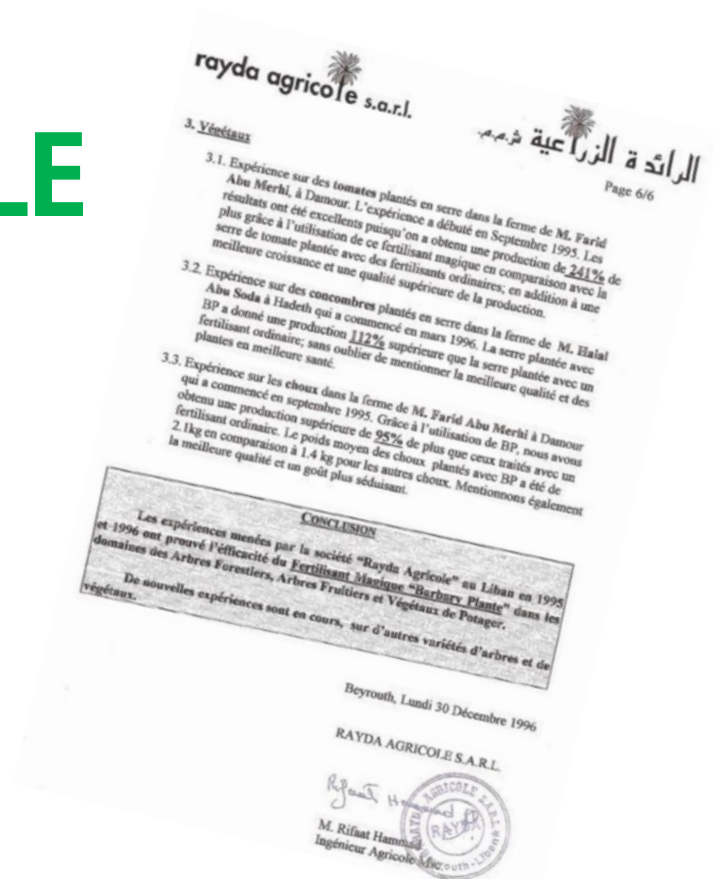 LE
rayda agricole s.a.r.l.
الرائدة الزراعية ش.م.م.
Page 6/6
3. Végétaux
3.1. Expérience sur des tomates plantés en serre dans la ferme de M. Farid
Abu Merhi, à Damour. L'expérience a débuté en Septembre 1995. Les
résultats ont été excellents puisqu'on a obtenu une production de 241% de
plus grâce à l'utilisation de ce fertilisant magique en comparaison avec la
serre de tomate plantée avec des fertilisants ordinaires; en addition à une
meilleure croissance et une qualité supérieure de la production.
3.2. Expérience sur des concombres plantés en serre dans la ferme de M. Halal
Abu Soda à Hadeth qui a commencé en mars 1996. La serre plantée avec
BP a donné une production 112% supérieure que la serre plantée avec un
fertilisant ordinaire; sans oublier de mentionner la meilleure qualité et des
plantes en meilleure santé.
3.3. Expérience sur les choux dans la ferme de M. Farid Abu Merhi à Damour
qui a commencé en septembre 1995. Grâce à l'utilisation de BP, nous avons
obtenu une production supérieure de 95% de plus que ceux traités avec un
fertilisant ordinaire. Le poids moyen des choux plantés avec BP a été de
2.1kg en comparaison à 1.4 kg pour les autres choux. Mentionnons également
la meilleure qualité et un goût plus séduisant.
CONCLUSION
Les expériences menées par la société "Rayda Agricole" au Liban en 1995
et 1996 ont prouvé l'éfficacité du Fertilisant Magique "Barbary Plante" dans les
domaines des Arbres Forestiers, Arbres Fruitiers et Végétaux de Potager.
De nouvelles expériences sont en cours, sur d'autres variétés d'arbres et de
végétaux.
Beyrouth, Lundi 30 Décembre 1996
RAYDA AGRICOLE S.A.R.L.
RAYDA AGRICOLE S.A.R.L.
RAYDA
Beyrouth-Liban
M. Rifaat Hammad
Ingénieur Agricole Msc.